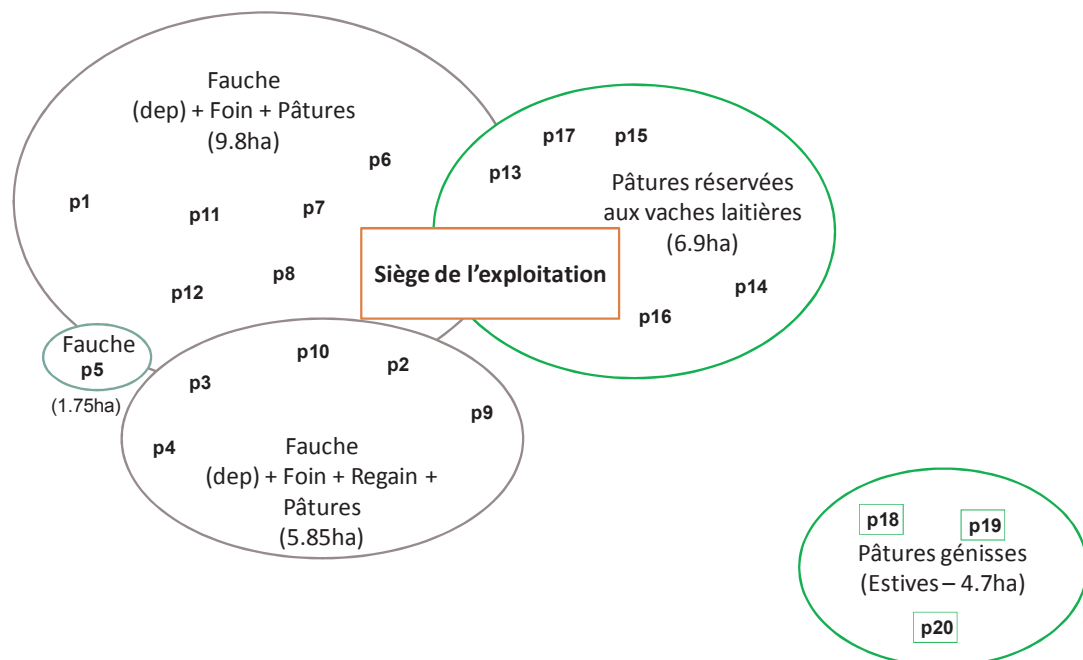 Fauche
(dep) + Foin + Pâtures
(9.8ha)
p6
p1
p11
p7
p8
p12
p17
p15
p13
Pâtures réservées
aux vaches laitières
(6.9ha)
p14
p16
Siège de l'exploitation
Fauche
p5
(1.75ha)
p10
p2
p3
p9
p4
Fauche
(dep) + Foin + Regain +
Pâtures
(5.85ha)
p18
p19
Pâtures génisses
(Estives – 4.7ha)
p20